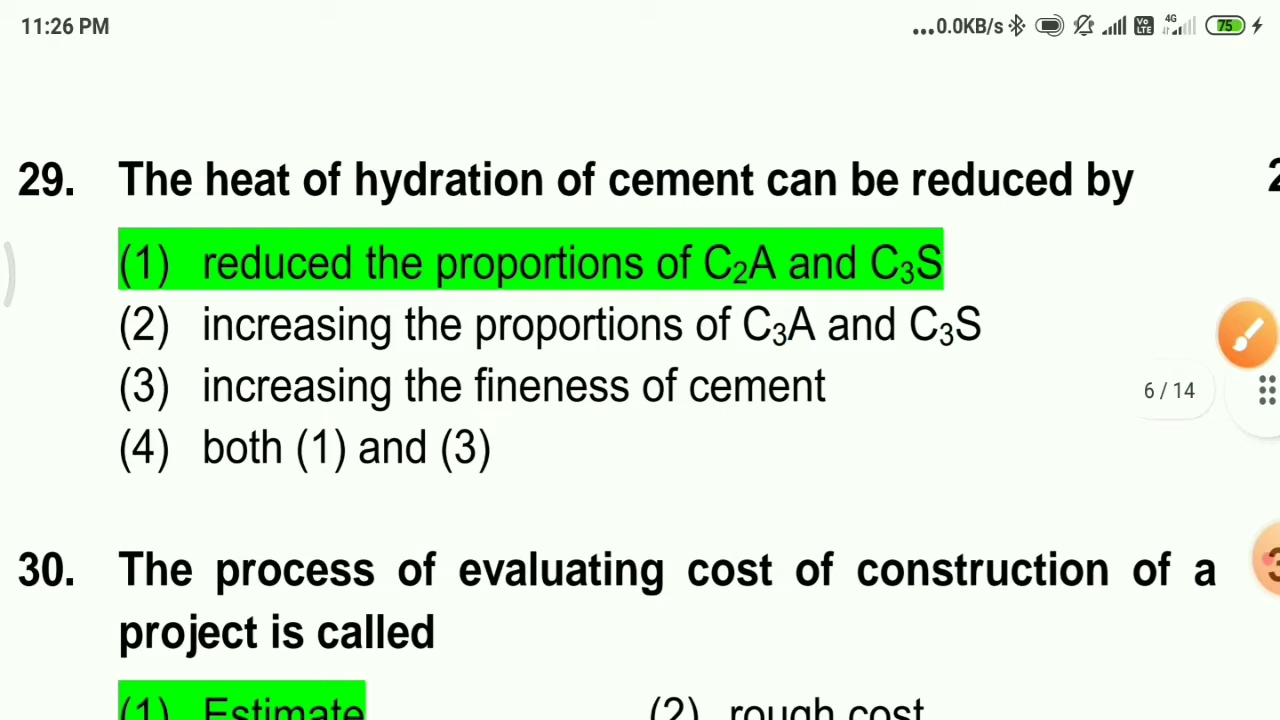 11:26 PM ...0.0KB/s Vo LTE 4G 75
29. The heat of hydration of cement can be reduced by
(1) reduced the proportions of C₂A and C₃S
(2) increasing the proportions of C₃A and C₃S
(3) increasing the fineness of cement
6 / 14
(4) both (1) and (3)
30. The process of evaluating cost of construction of a
project is called
(1) Estimate (2) rough cost